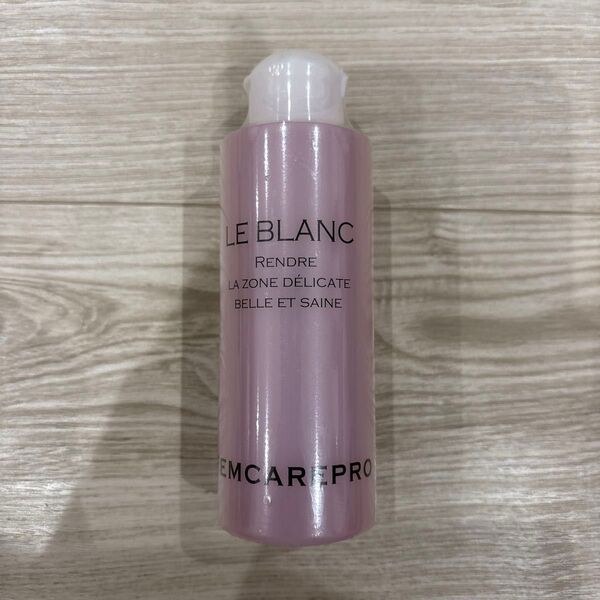 LE BLANC
RENDRE
LA ZONE DÉLICATE
BELLE ET SAINE
EMCAREPRO